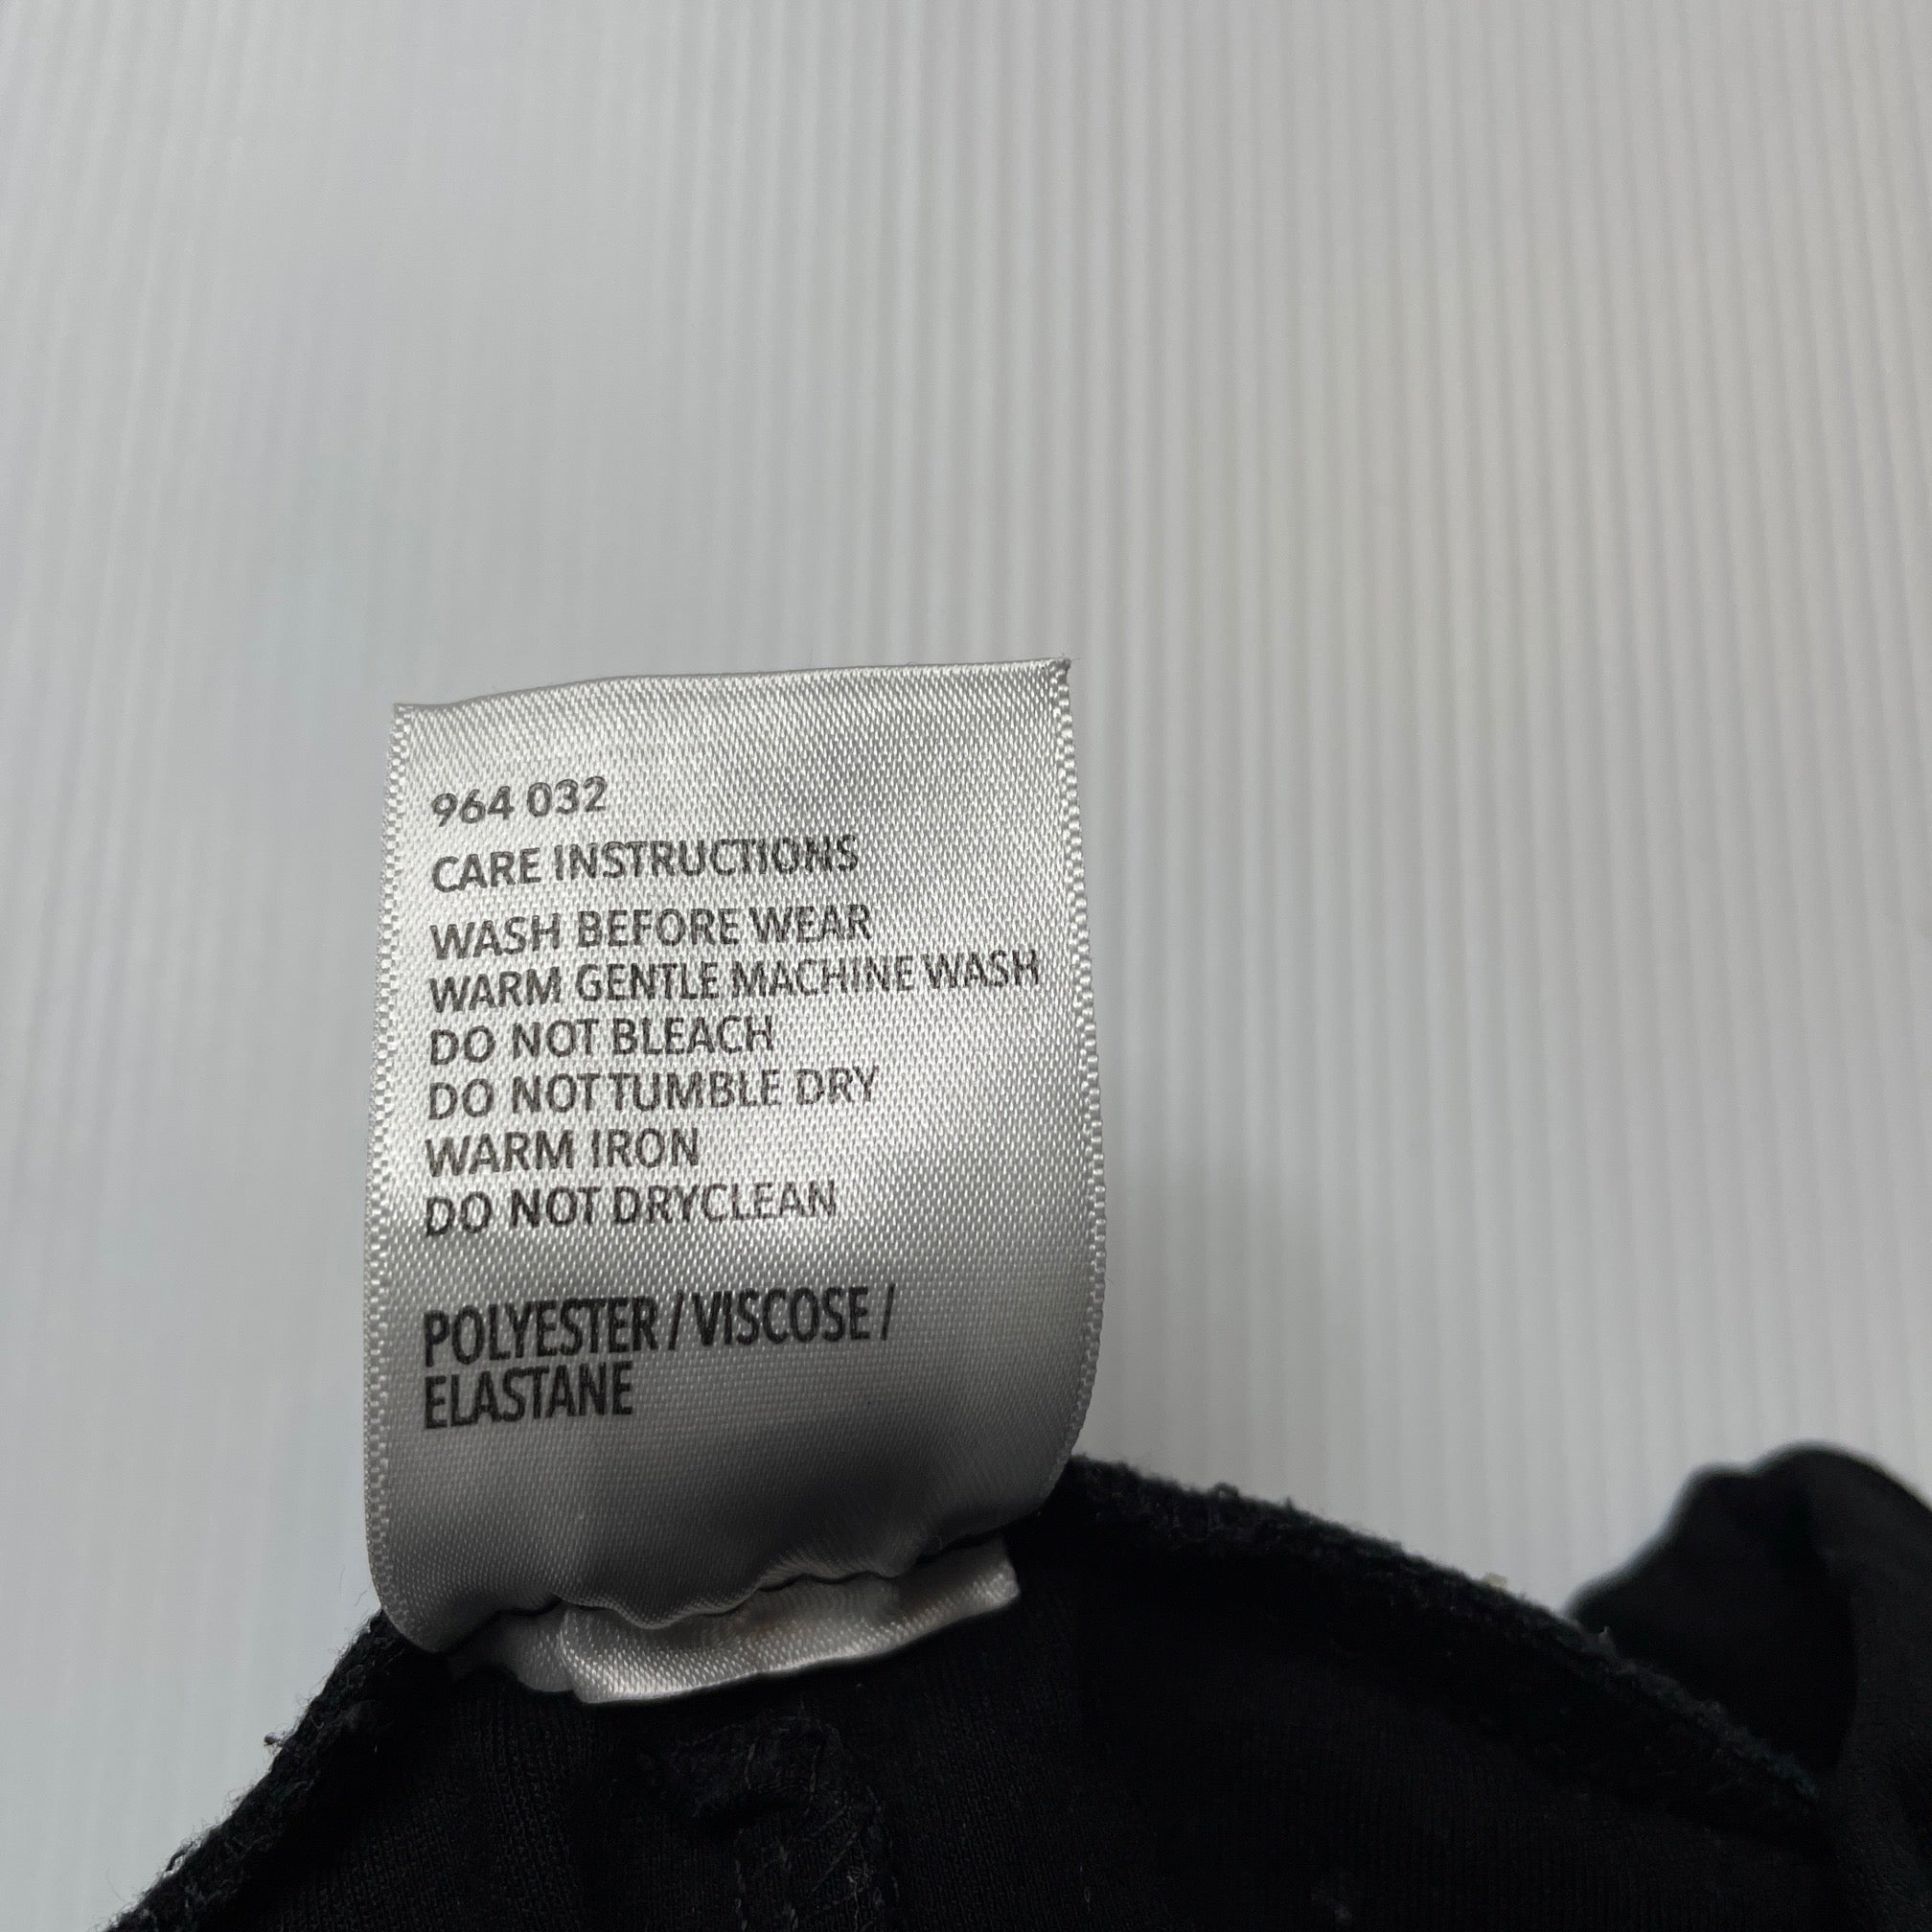 964 032
CARE INSTRUCTIONS
WASH BEFORE WEAR
WARM GENTLE MACHINE WASH
DO NOT BLEACH
DO NOT TUMBLE DRY
WARM IRON
DO NOT DRYCLEAN
POLYESTER / VISCOSE /
ELASTANE